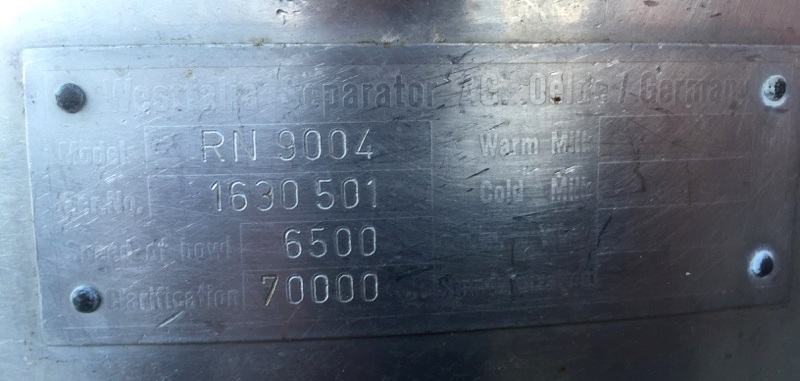 Westfalia Separator AG. Oelde / Germany
Model RN 9004 Warm Milk
Ser.No. 1630 501 Cold Milk
Speed of bowl 6500
Clarification 70000